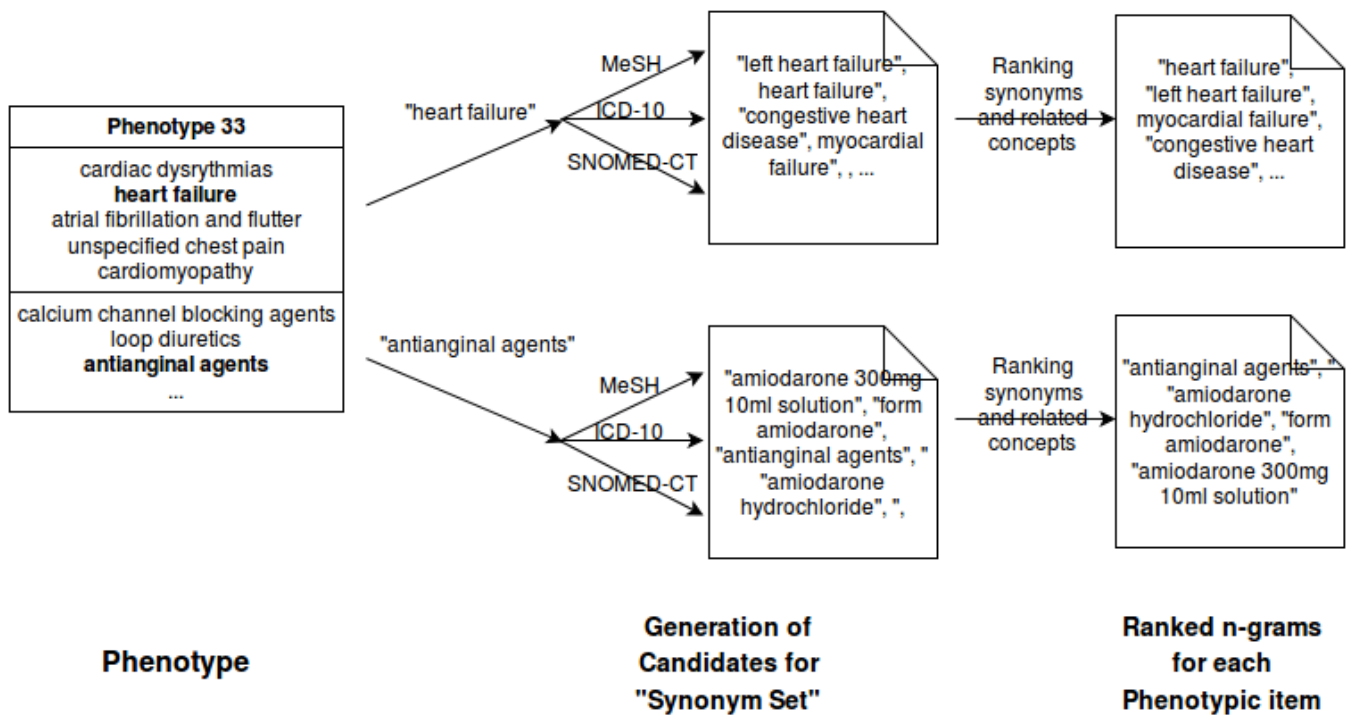 Phenotype 33
cardiac dysrythmias
heart failure
atrial fibrillation and flutter
unspecified chest pain
cardiomyopathy
calcium channel blocking agents
loop diuretics
antianginal agents
...
"heart failure"
MeSH
ICD-10
SNOMED-CT
"left heart failure",
heart failure",
"congestive heart
disease", myocardial
failure", , ...
Ranking
synonyms
and related
concepts
"heart failure",
"left heart failure",
myocardial failure",
"congestive heart
disease", ...
"antianginal agents"
MeSH
ICD-10
SNOMED-CT
"amiodarone 300mg
10ml solution", "form
amiodarone",
"antianginal agents", "
"amiodarone
hydrochloride", ",
Ranking
synonyms
and related
concepts
"antianginal agents", "
"amiodarone
hydrochloride", "form
amiodarone",
"amiodarone 300mg
10ml solution"
Phenotype
Generation of
Candidates for
"Synonym Set"
Ranked n-grams
for each
Phenotypic item